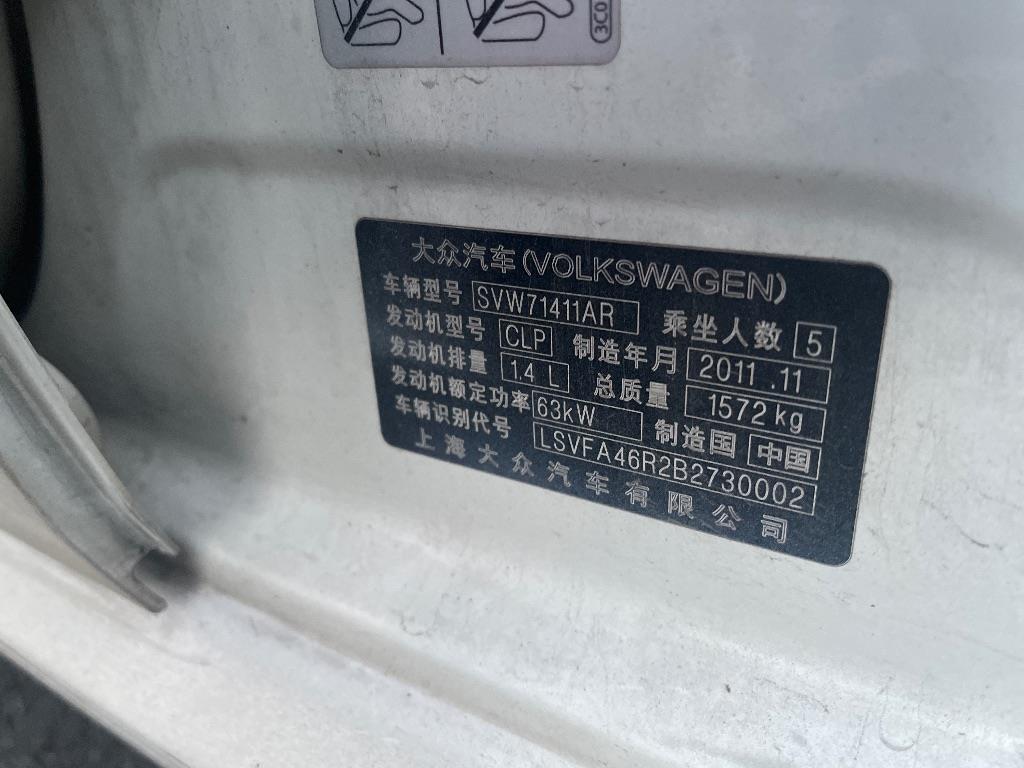 3C0
大众汽车(VOLKSWAGEN)
车辆型号 SVW71411AR 乘坐人数 5
发动机型号 CLP 制造年月 2011.11
发动机排量 1.4 L 总质量 1572 kg
发动机额定功率 63kW 制造国 中国
车辆识别代号 LSVFA46R2B2730002
上海大众汽车有限公司